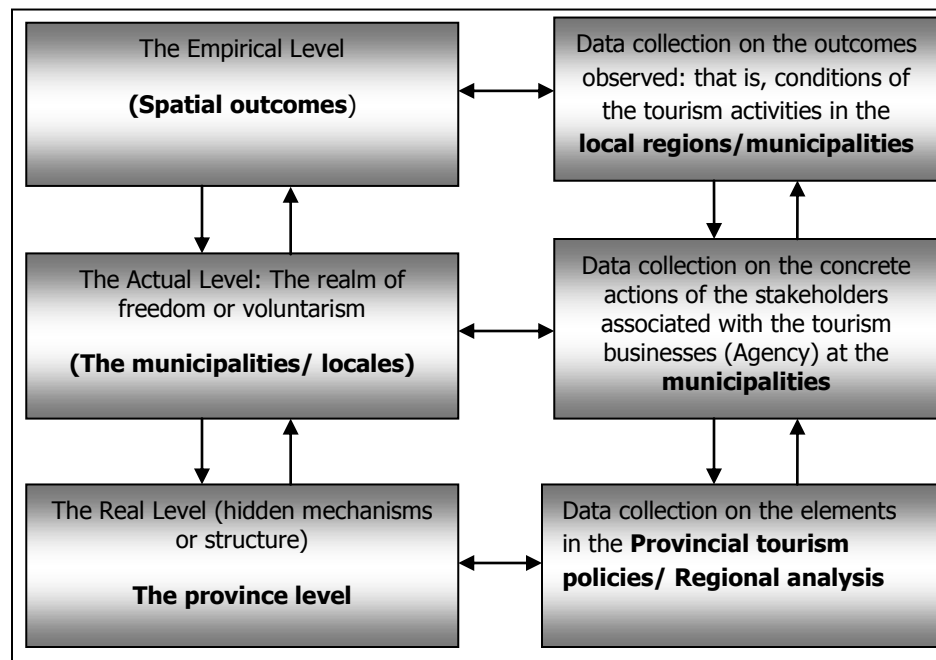 The Empirical Level
(Spatial outcomes)
Data collection on the outcomes
observed: that is, conditions of
the tourism activities in the
local regions/municipalities
The Actual Level: The realm of
freedom or voluntarism
(The municipalities/ locales)
Data collection on the concrete
actions of the stakeholders
associated with the tourism
businesses (Agency) at the
municipalities
The Real Level (hidden mechanisms
or structure)
The province level
Data collection on the elements
in the Provincial tourism
policies/ Regional analysis